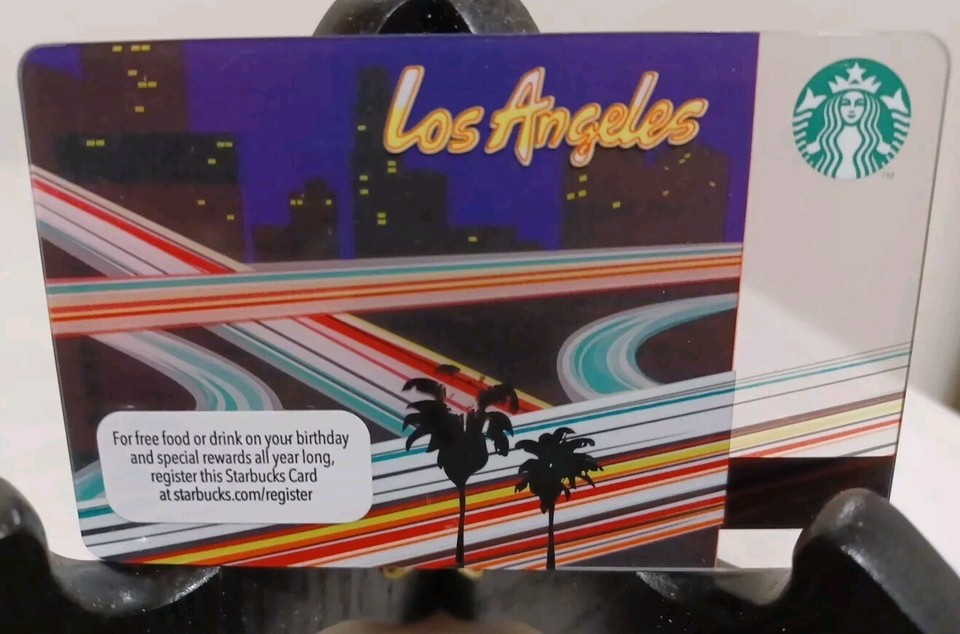 Los Angeles
TM
For free food or drink on your birthday
and special rewards all year long,
register this Starbucks Card
at starbucks.com/register